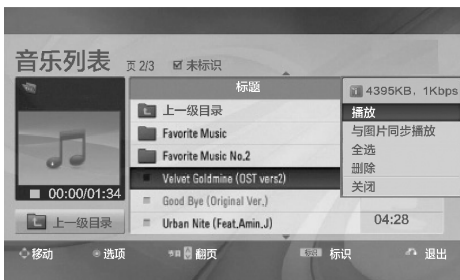 音乐列表 页 2/3 未标识
标题
4395KB, 1Kbps
上一级目录
播放
Favorite Music
与图片同步播放
Favorite Music No.2
全选
Velvet Goldmine (OST vers2)
删除
00:00/01:34
Good Bye (Original Ver.)
关闭
上一级目录
Urban Nite (Feat.Amin.J)
04:28
移动 选项 翻页 标识 退出